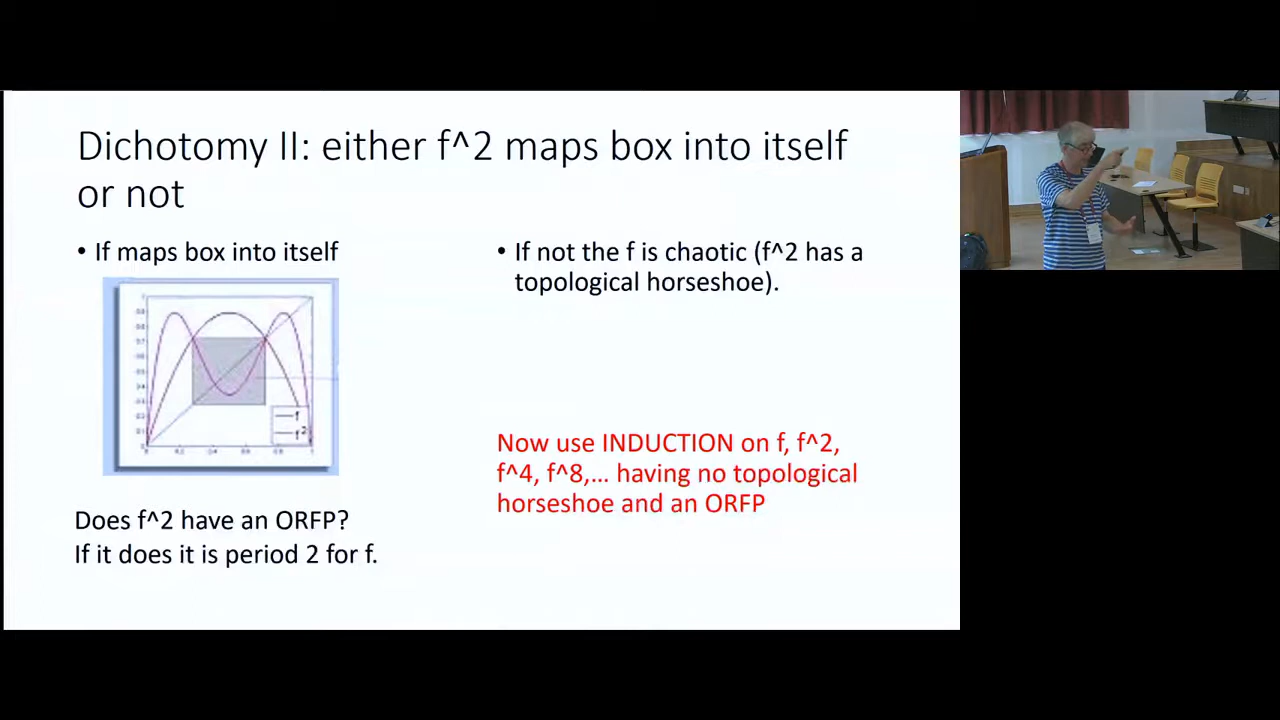 Dichotomy II: either f^2 maps box into itself
or not
• If maps box into itself
f
f²
Does f^2 have an ORFP?
If it does it is period 2 for f.
• If not the f is chaotic (f^2 has a
topological horseshoe).
Now use INDUCTION on f, f^2,
f^4, f^8,... having no topological
horseshoe and an ORFP